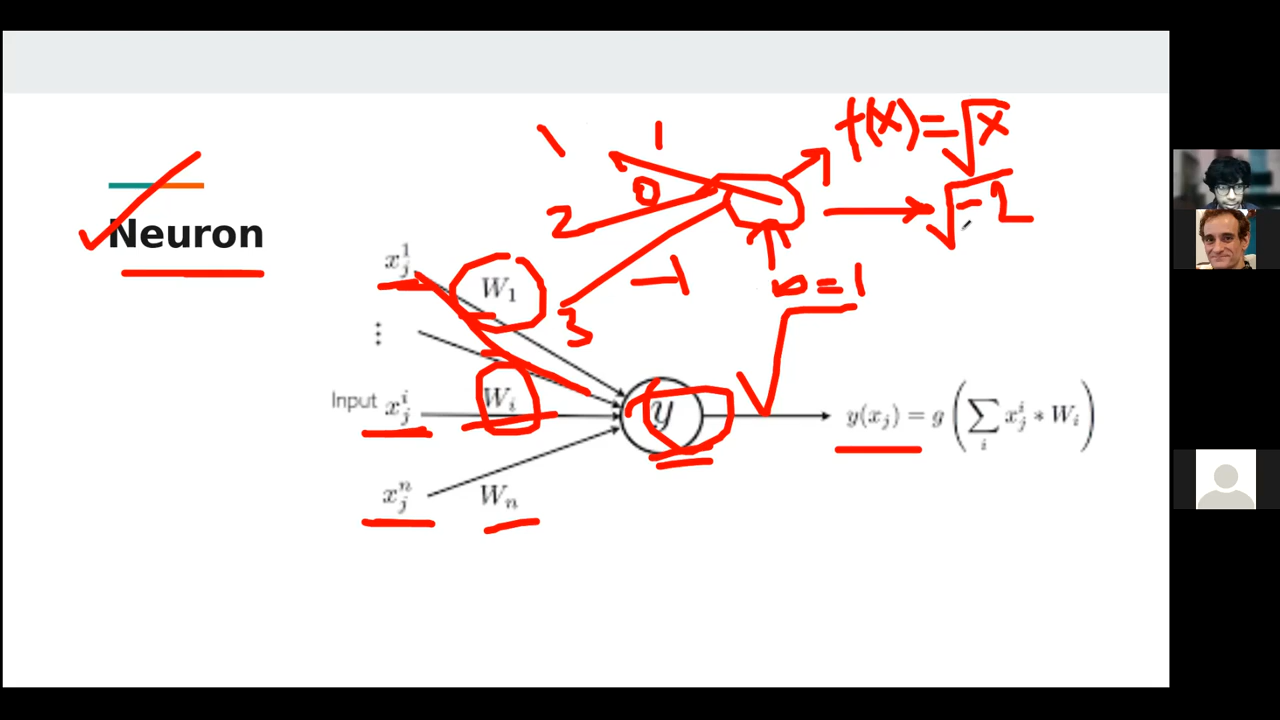 Neuron
1 1 f(x)=√x
2 0 √-2
3 -1 b=1
x_j^1 W_1
⋮
Input x_j^i W_i y y(x_j) = g(∑_i x_j^i * W_i)
x_j^n W_n